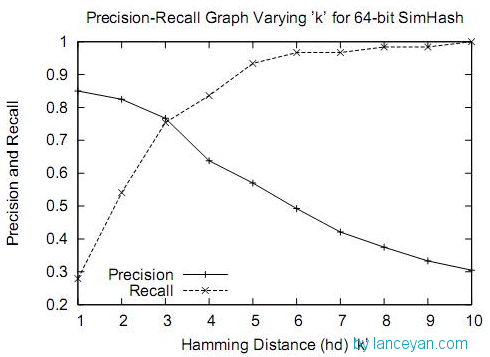 Precision-Recall Graph Varying 'k' for 64-bit SimHash
1
0.9
0.8
0.7
0.6
0.5
0.4
0.3
0.2
Precision and Recall
Precision
Recall
1 2 3 4 5 6 7 8 9 10
Hamming Distance (hd) 'k'
by lanceyan.com